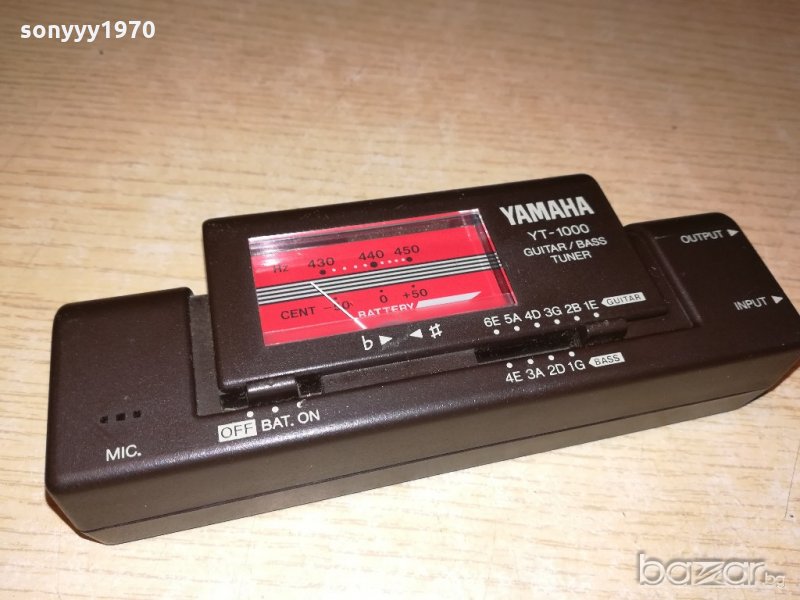 sonyyy1970
YAMAHA
YT-1000
GUITAR/BASS
TUNER
OUTPUT ▶
INPUT ▶
Hz 430 440 450
CENT -50 0 +50
BATTERY
b ▶ ◀ #
6E 5A 4D 3G 2B 1E GUITAR
4E 3A 2D 1G BASS
OFF BAT. ON
MIC.
bazar.bg